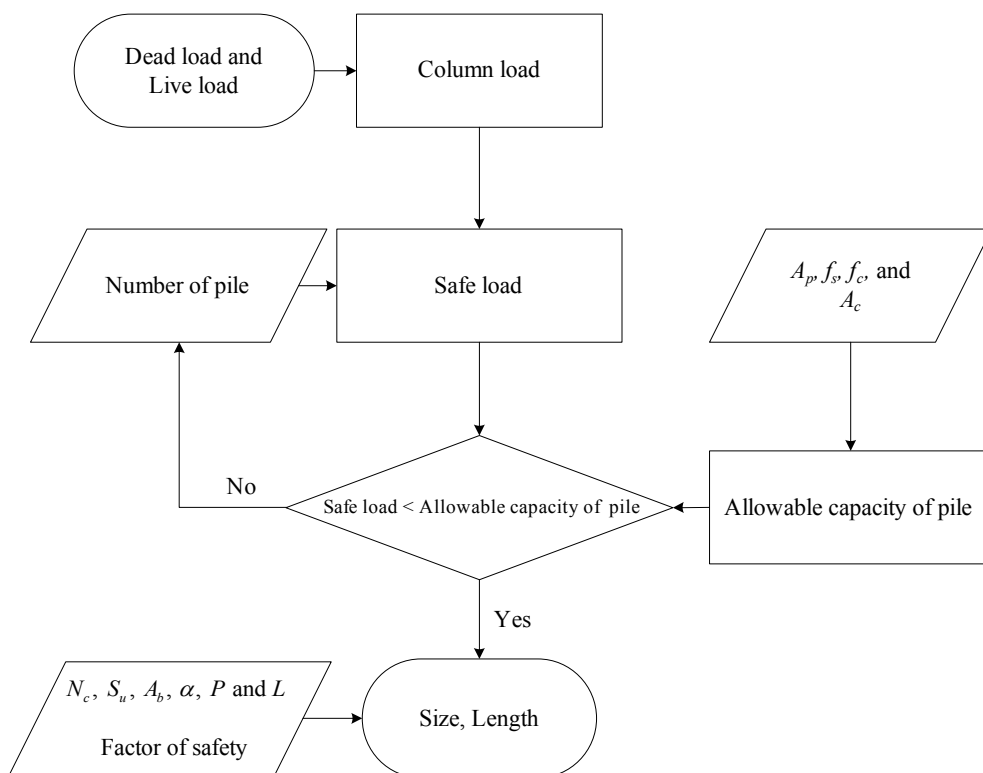 Dead load and
Live load
Column load
Number of pile
Safe load
A_p, f_s, f_c, and
A_c
No
Safe load < Allowable capacity of pile
Allowable capacity of pile
Yes
N_c, S_u, A_b, α, P and L
Factor of safety
Size, Length